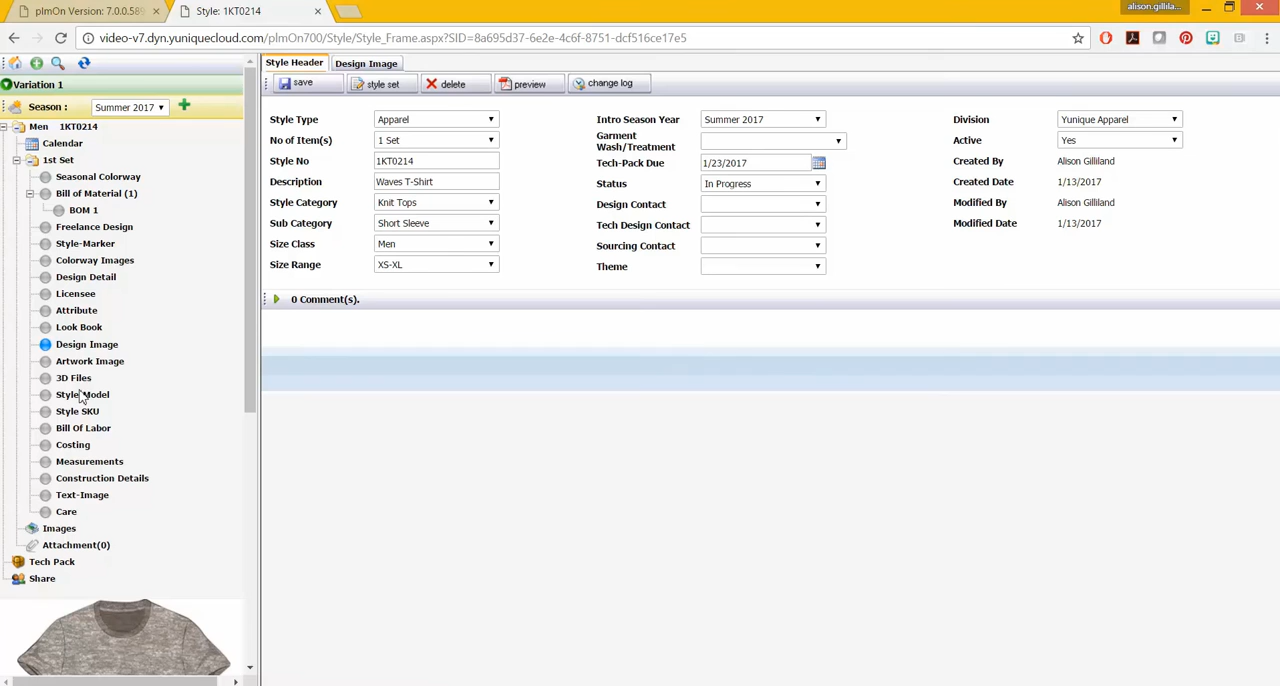 plmOn Version: 7.0.0.589
Style: 1KT0214
alison.gillila...
video-v7.dyn.yuniquecloud.com/plmOn700/Style/Style_Frame.aspx?SID=8a695d37-6e2e-4c6f-8751-dcf516ce17e5
Variation 1
Season : Summer 2017
Men 1KT0214
Calendar
1st Set
Seasonal Colorway
Bill of Material (1)
BOM 1
Freelance Design
Style-Marker
Colorway Images
Design Detail
Licensee
Attribute
Look Book
Design Image
Artwork Image
3D Files
Style Model
Style SKU
Bill Of Labor
Costing
Measurements
Construction Details
Text-Image
Care
Images
Attachment(0)
Tech Pack
Share
Style Header Design Image
save style set delete preview change log
Style Type Apparel
No of Item(s) 1 Set
Style No 1KT0214
Description Waves T-Shirt
Style Category Knit Tops
Sub Category Short Sleeve
Size Class Men
Size Range XS-XL
Intro Season Year Summer 2017
Garment
Wash/Treatment
Tech-Pack Due 1/23/2017
Status In Progress
Design Contact
Tech Design Contact
Sourcing Contact
Theme
Division Yunique Apparel
Active Yes
Created By Alison Gilliland
Created Date 1/13/2017
Modified By Alison Gilliland
Modified Date 1/13/2017
0 Comment(s).